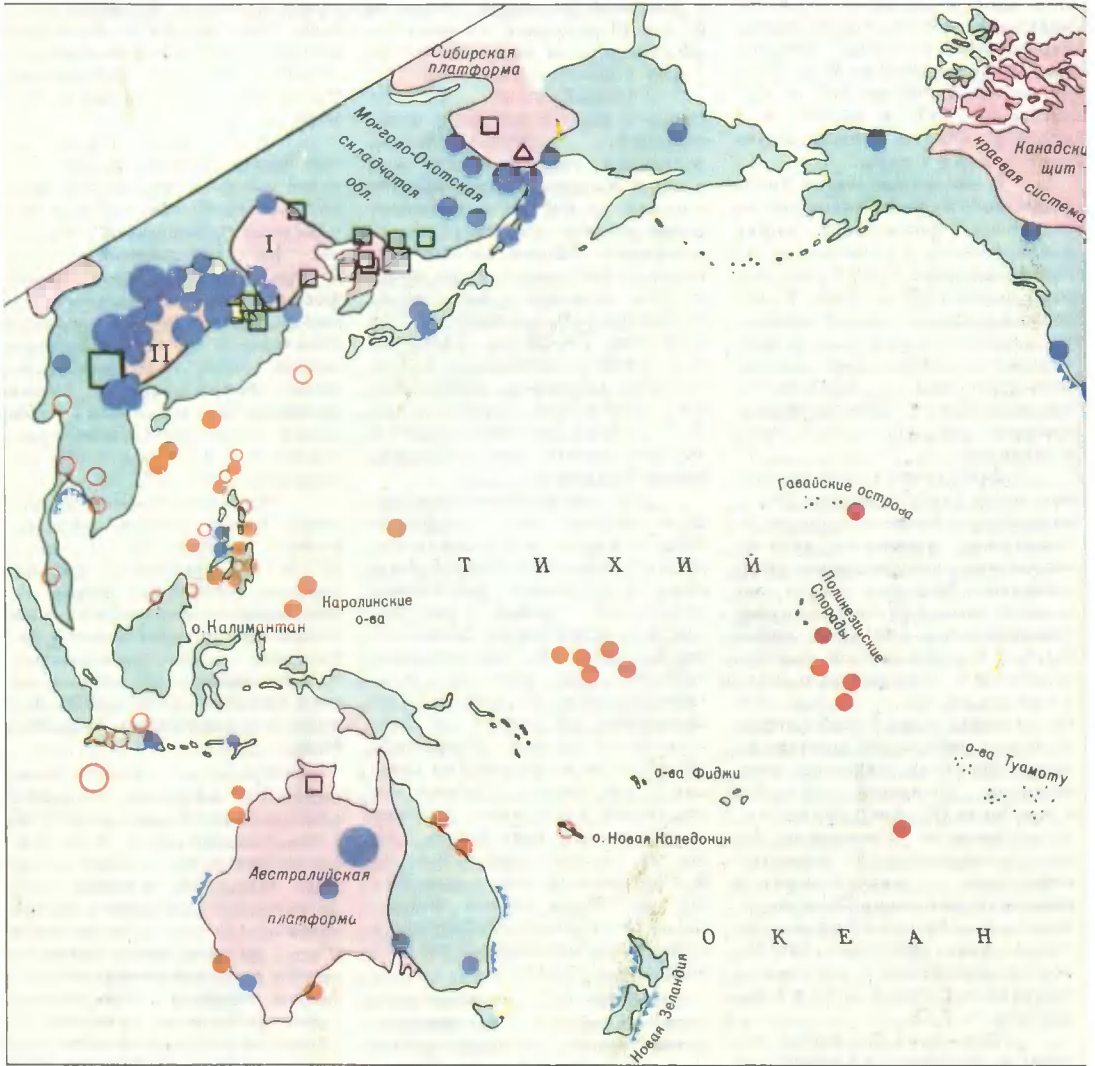 Сибирская
платформа
Монголо-Охотская
складчатая
обл.
Канадский
щит
краевая система
I
II
Гавайские острова
Т И Х И Й
Полинезийские
Спорады
Каролинские
о-ва
о.Калимантан
о-ва Туамоту
о-ва Фиджи
о.Новая Каледония
Австралийская
платформа
О К Е А Н
Новая Зеландия